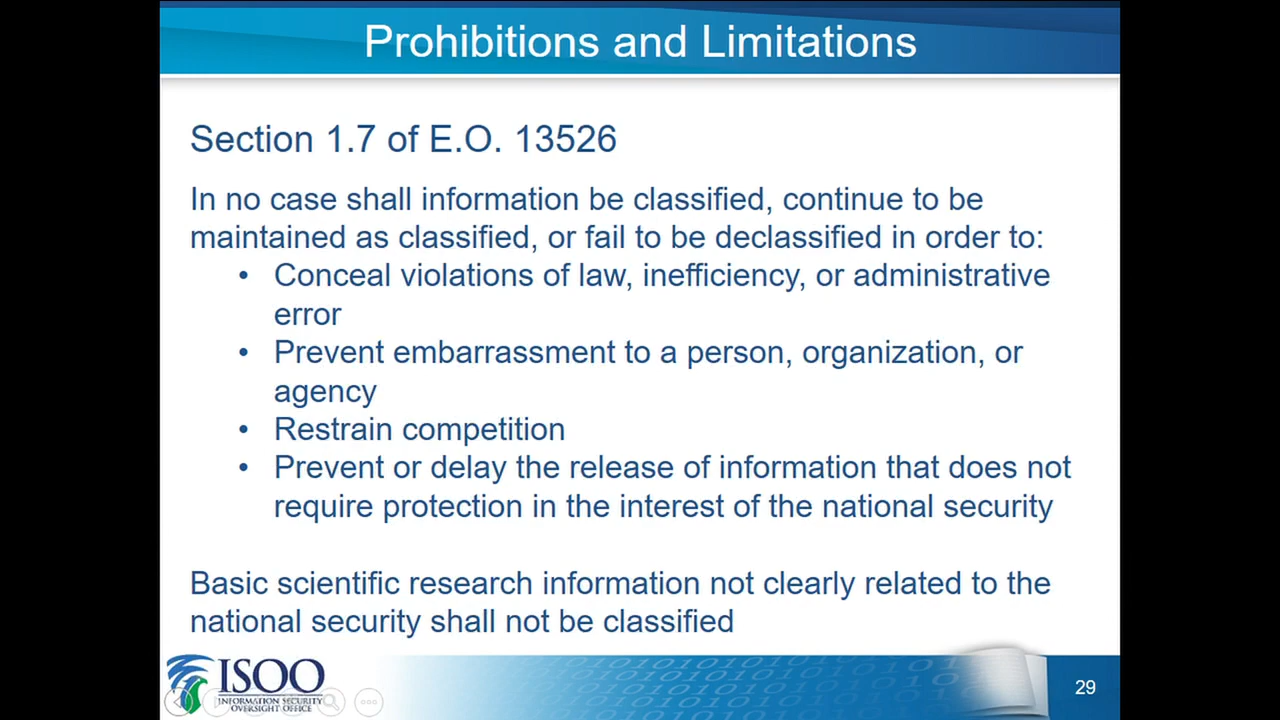 Prohibitions and Limitations
Section 1.7 of E.O. 13526
In no case shall information be classified, continue to be
maintained as classified, or fail to be declassified in order to:
• Conceal violations of law, inefficiency, or administrative
error
• Prevent embarrassment to a person, organization, or
agency
• Restrain competition
• Prevent or delay the release of information that does not
require protection in the interest of the national security
Basic scientific research information not clearly related to the
national security shall not be classified
ISOO
INFORMATION SECURITY
OVERSIGHT OFFICE
29